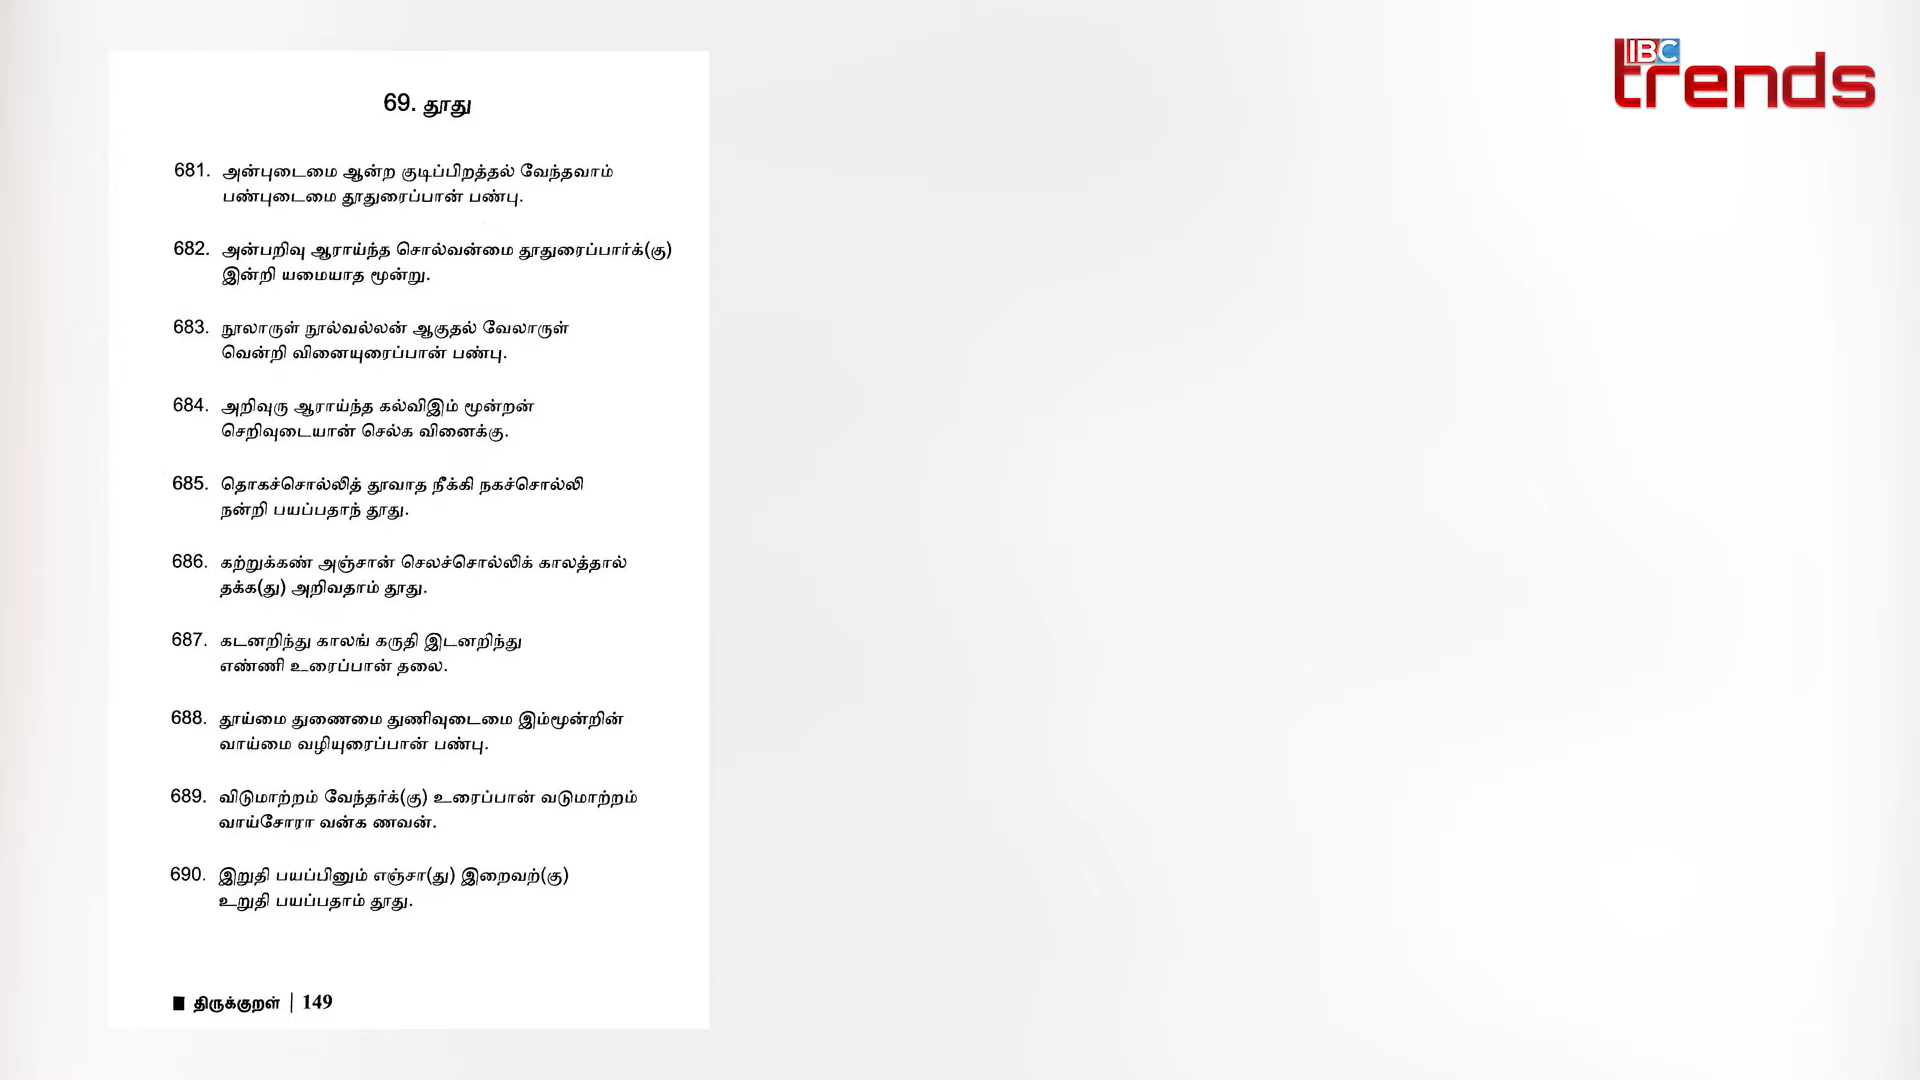 IBC
trends
69. தூது
681. அன்புடைமை ஆன்ற குடிப்பிறத்தல் வேந்தவாம்
பண்புடைமை தூதுரைப்பான் பண்பு.
682. அன்பறிவு ஆராய்ந்த சொல்வன்மை தூதுரைப்பார்க்(கு)
இன்றி யமையாத மூன்று.
683. நூலாருள் நூல்வல்லன் ஆகுதல் வேலாருள்
வென்றி வினையுரைப்பான் பண்பு.
684. அறிவுரு ஆராய்ந்த கல்விஇம் மூன்றன்
செறிவுடையான் செல்க வினைக்கு.
685. தொகச்சொல்லித் தூவாத நீக்கி நகச்சொல்லி
நன்றி பயப்பதாந் தூது.
686. கற்றுக்கண் அஞ்சான் செலச்சொல்லிக் காலத்தால்
தக்க(து) அறிவதாம் தூது.
687. கடனறிந்து காலங் கருதி இடனறிந்து
எண்ணி உரைப்பான் தலை.
688. தூய்மை துணைமை துணிவுடைமை இம்மூன்றின்
வாய்மை வழியுரைப்பான் பண்பு.
689. விடுமாற்றம் வேந்தர்க்(கு) உரைப்பான் வடுமாற்றம்
வாய்சோரா வன்க ணவன்.
690. இறுதி பயப்பினும் எஞ்சா(து) இறைவற்(கு)
உறுதி பயப்பதாம் தூது.
■ திருக்குறள் | 149